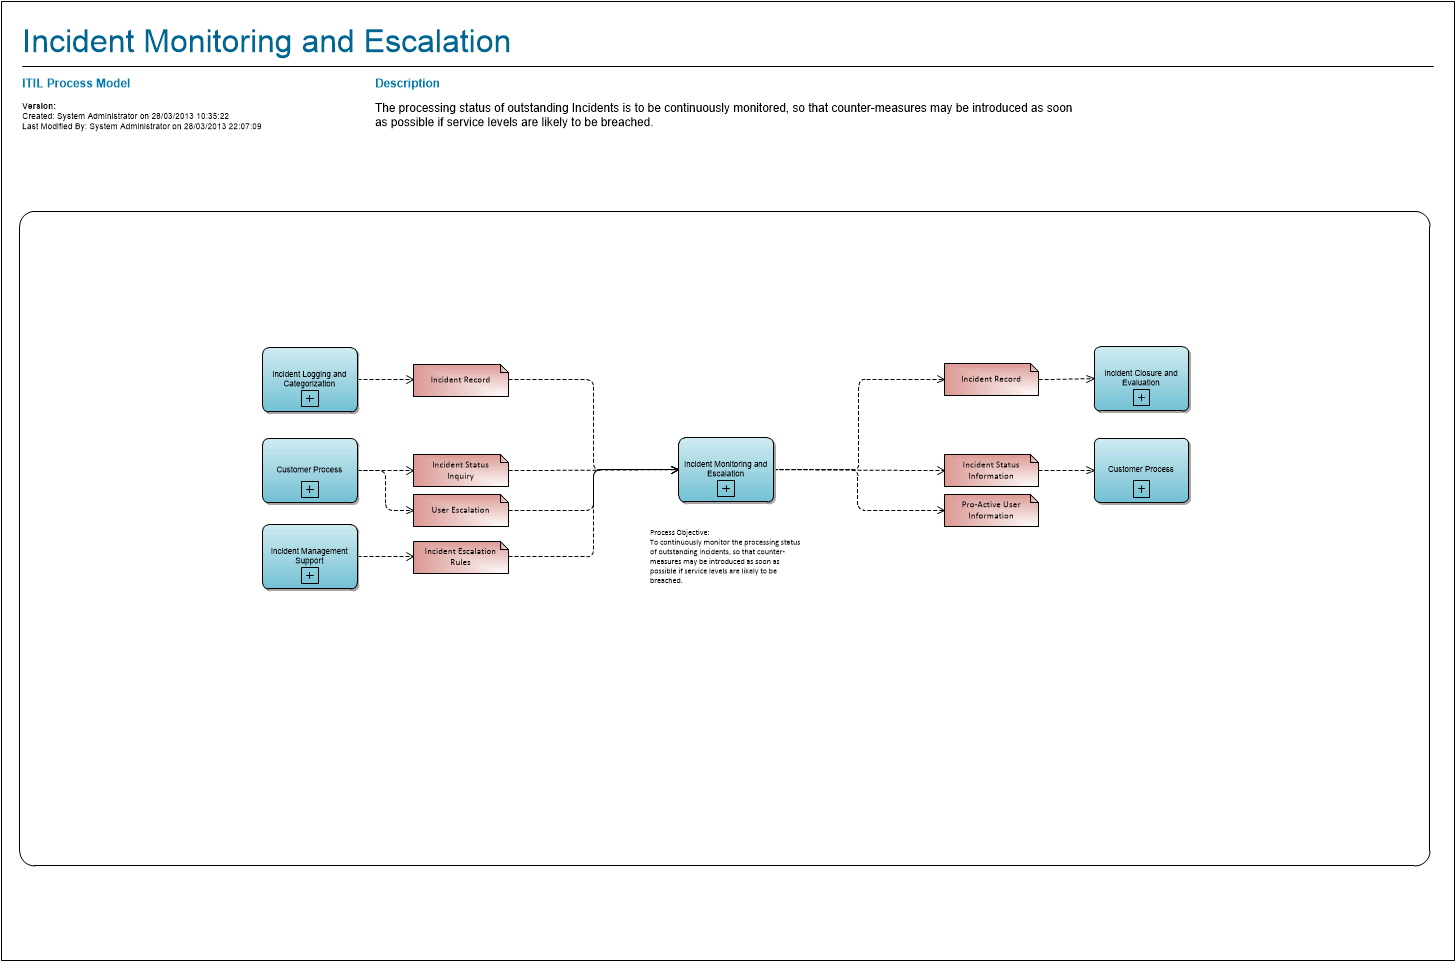 Incident Monitoring and Escalation
ITIL Process Model
Version:
Created: System Administrator on 28/03/2013 10:35:22
Last Modified By: System Administrator on 28/03/2013 22:07:09
Description
The processing status of outstanding Incidents is to be continuously monitored, so that counter-measures may be introduced as soon
as possible if service levels are likely to be breached.
Incident Logging and
Categorization
Incident Record
Customer Process
Incident Status
Inquiry
User Escalation
Incident Management
Support
Incident Escalation
Rules
Incident Monitoring and
Escalation
Process Objective:
To continuously monitor the processing status
of outstanding Incidents, so that counter-
measures may be introduced as soon as
possible if service levels are likely to be
breached.
Incident Record
Incident Closure and
Evaluation
Incident Status
Information
Customer Process
Pro-Active User
Information